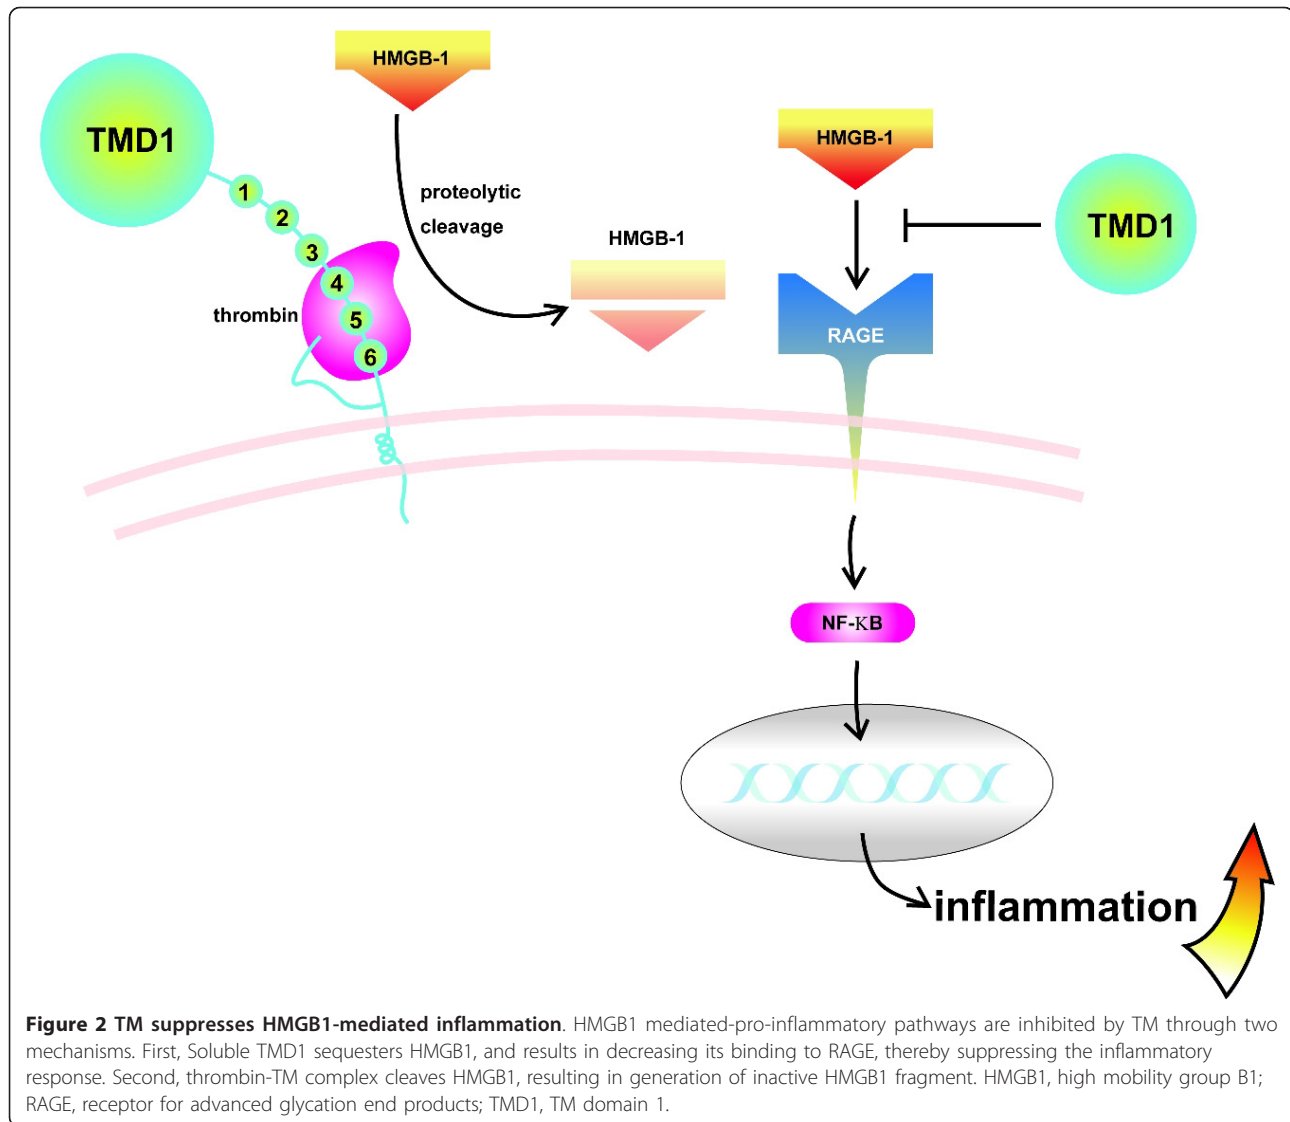 HMGB-1
TMD1
1
2
3
4
5
6
thrombin
proteolytic
cleavage
HMGB-1
HMGB-1
TMD1
RAGE
NF-κB
inflammation
Figure 2 TM suppresses HMGB1-mediated inflammation. HMGB1 mediated-pro-inflammatory pathways are inhibited by TM through two
mechanisms. First, Soluble TMD1 sequesters HMGB1, and results in decreasing its binding to RAGE, thereby suppressing the inflammatory
response. Second, thrombin-TM complex cleaves HMGB1, resulting in generation of inactive HMGB1 fragment. HMGB1, high mobility group B1;
RAGE, receptor for advanced glycation end products; TMD1, TM domain 1.